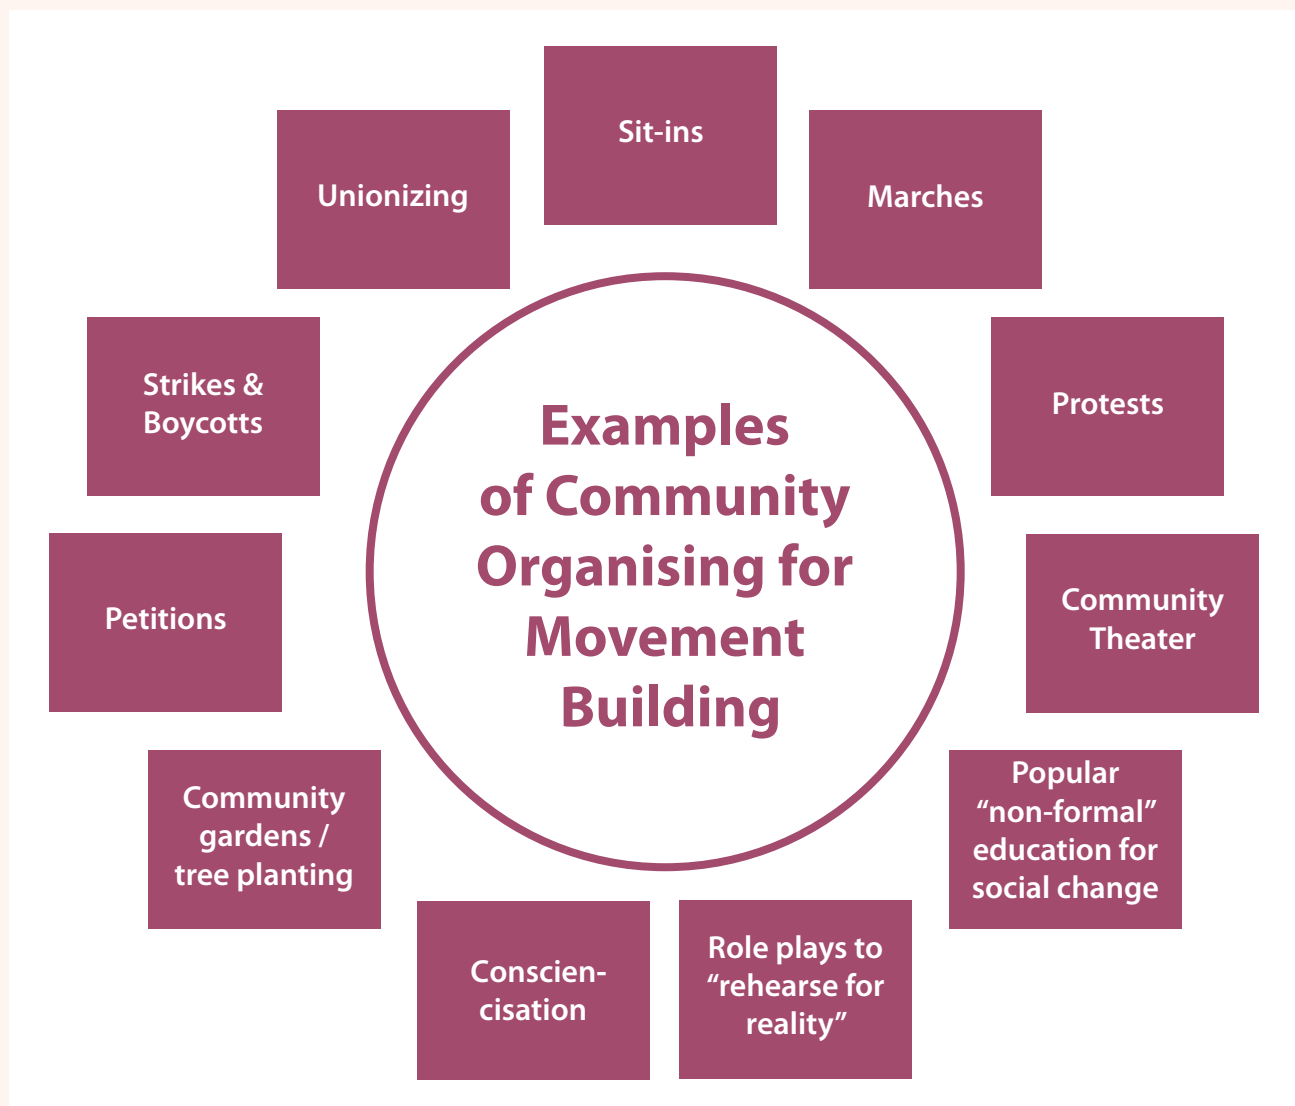 Sit-ins
Unionizing
Marches
Strikes &
Boycotts
Protests
Examples
of Community
Organising for
Movement
Building
Petitions
Community
Theater
Community
gardens /
tree planting
Popular
“non-formal”
education for
social change
Conscien-
cisation
Role plays to
“rehearse for
reality”